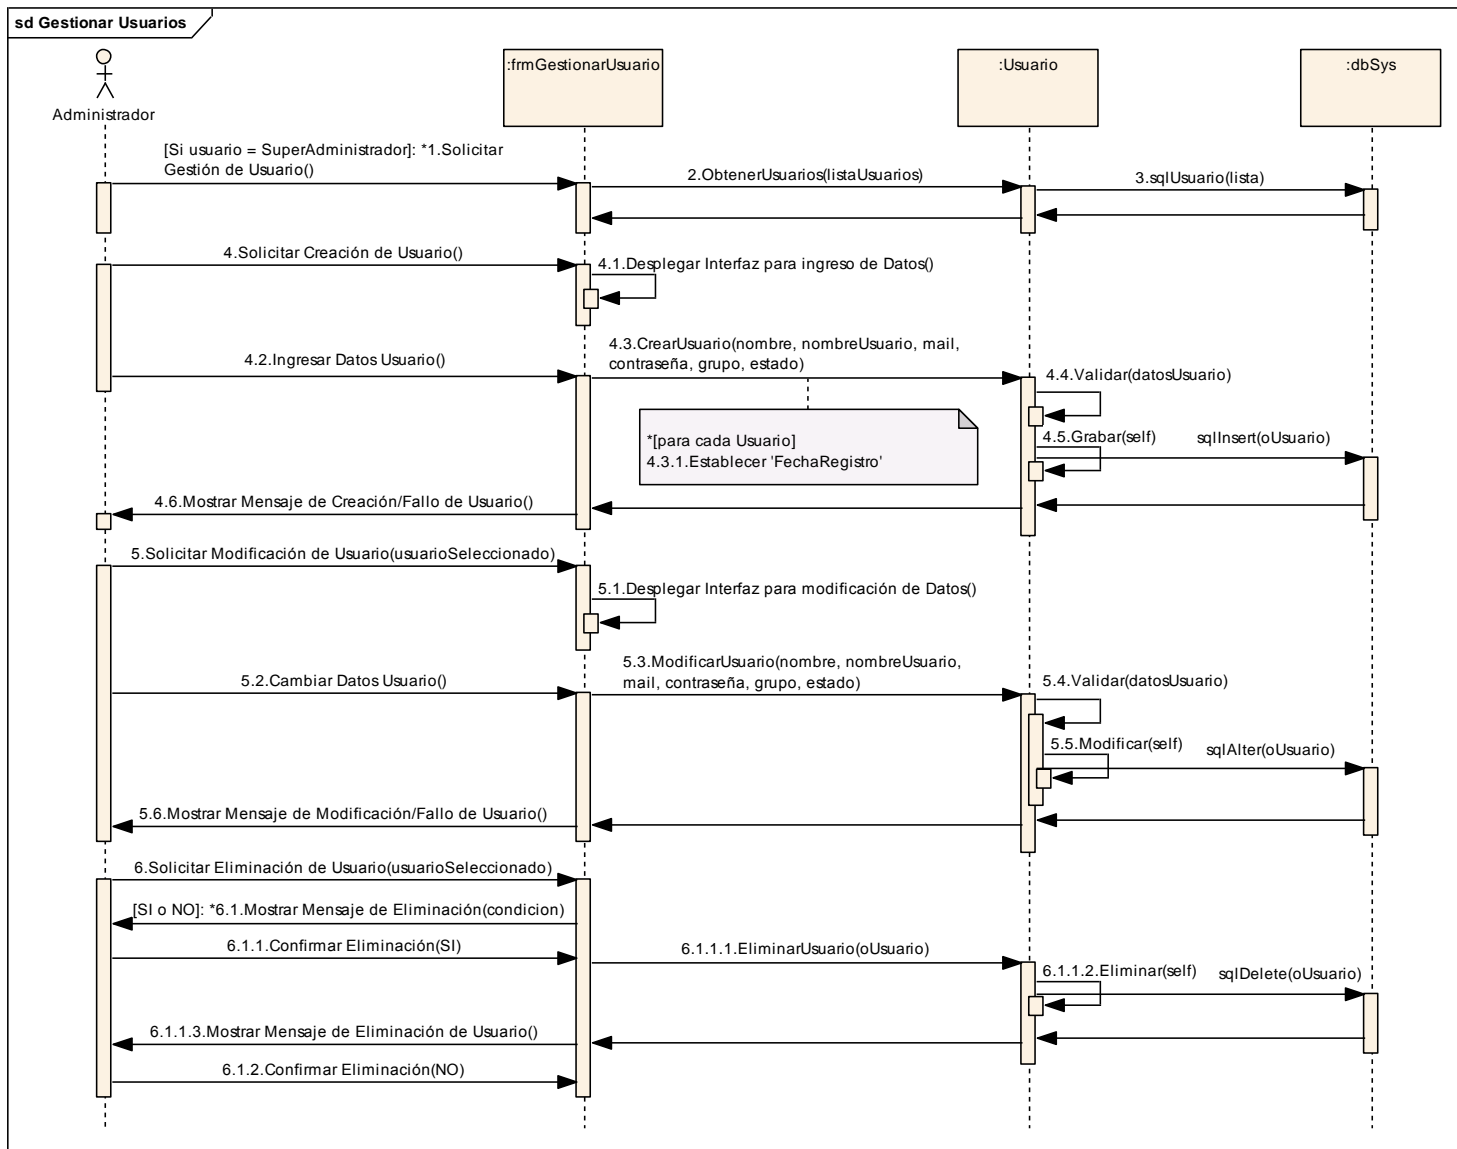 sd Gestionar Usuarios
Administrador
:frmGestionarUsuario
:Usuario
:dbSys
[Si usuario = SuperAdministrador]: *1.Solicitar
Gestión de Usuario()
2.ObtenerUsuarios(listaUsuarios)
3.sqlUsuario(lista)
4.Solicitar Creación de Usuario()
4.1.Desplegar Interfaz para ingreso de Datos()
4.2.Ingresar Datos Usuario()
4.3.CrearUsuario(nombre, nombreUsuario, mail,
contraseña, grupo, estado)
4.4.Validar(datosUsuario)
*[para cada Usuario]
4.3.1.Establecer 'FechaRegistro'
4.5.Grabar(self)
sqlInsert(oUsuario)
4.6.Mostrar Mensaje de Creación/Fallo de Usuario()
5.Solicitar Modificación de Usuario(usuarioSeleccionado)
5.1.Desplegar Interfaz para modificación de Datos()
5.2.Cambiar Datos Usuario()
5.3.ModificarUsuario(nombre, nombreUsuario,
mail, contraseña, grupo, estado)
5.4.Validar(datosUsuario)
5.5.Modificar(self)
sqlAlter(oUsuario)
5.6.Mostrar Mensaje de Modificación/Fallo de Usuario()
6.Solicitar Eliminación de Usuario(usuarioSeleccionado)
[SI o NO]: *6.1.Mostrar Mensaje de Eliminación(condicion)
6.1.1.Confirmar Eliminación(SI)
6.1.1.1.EliminarUsuario(oUsuario)
6.1.1.2.Eliminar(self)
sqlDelete(oUsuario)
6.1.1.3.Mostrar Mensaje de Eliminación de Usuario()
6.1.2.Confirmar Eliminación(NO)